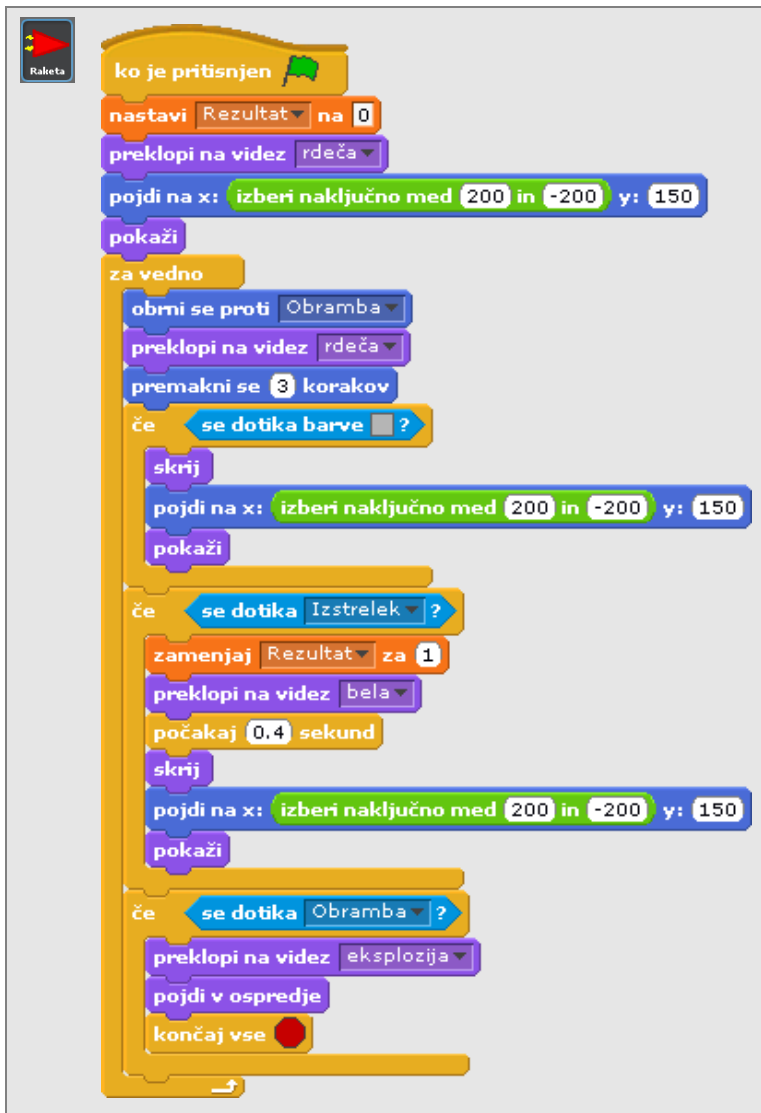 Raketa
ko je pritisnjen
nastavi Rezultat na 0
preklopi na videz rdeča
pojdi na x: izberi naključno med 200 in -200 y: 150
pokaži
za vedno
obrni se proti Obramba
preklopi na videz rdeča
premakni se 3 korakov
če se dotika barve ?
skrij
pojdi na x: izberi naključno med 200 in -200 y: 150
pokaži
če se dotika Izstrelek ?
zamenjaj Rezultat za 1
preklopi na videz bela
počakaj 0.4 sekund
skrij
pojdi na x: izberi naključno med 200 in -200 y: 150
pokaži
če se dotika Obramba ?
preklopi na videz eksplozija
pojdi v ospredje
končaj vse